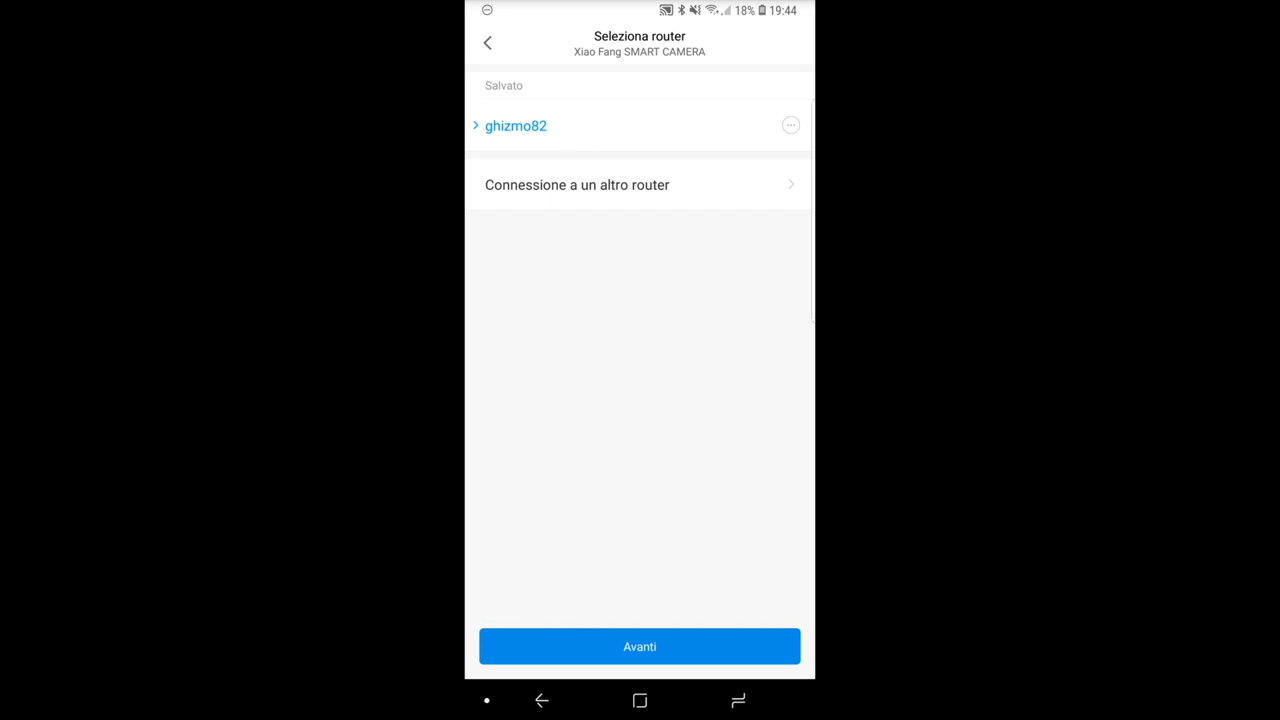 18% 19:44
Seleziona router
Xiao Fang SMART CAMERA
Salvato
ghizmo82
Connessione a un altro router
Avanti